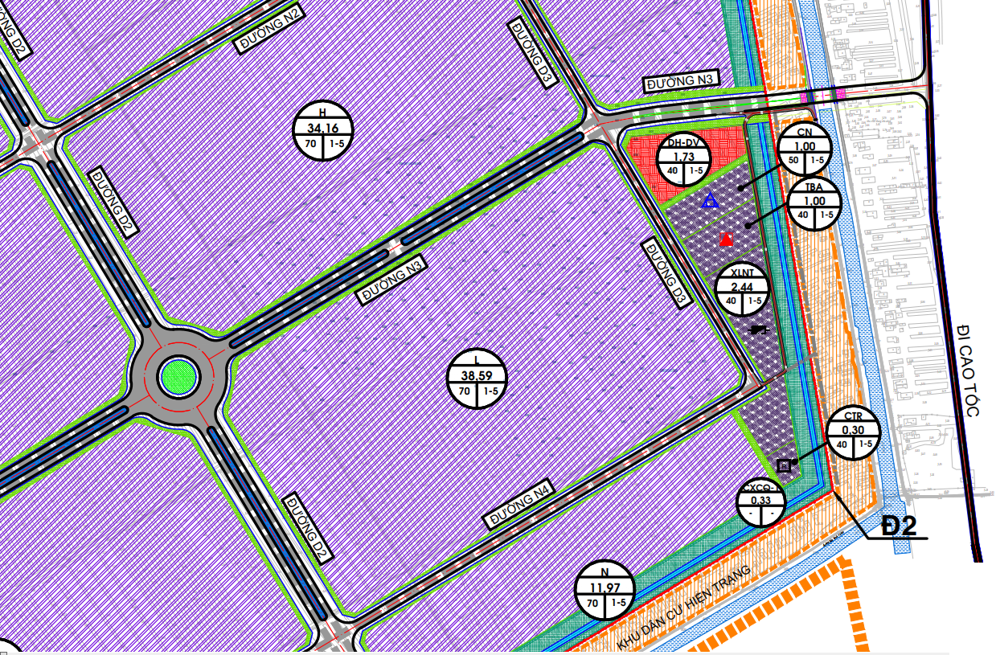 ĐƯỜNG D2
ĐƯỜNG N2
ĐƯỜNG D3
ĐƯỜNG N3
H
34,16
70 1-5
DH-DV
1,73
40 1-5
CN
1,00
50 1-5
TBA
1,00
40 1-5
ĐƯỜNG D2
ĐƯỜNG N3
ĐƯỜNG D3
XLNT
2,44
40 1-5
ĐI CAO TỐC
L
38,59
70 1-5
CTR
0,30
40 1-5
ĐƯỜNG D2
ĐƯỜNG N4
0,33
- -
Đ2
N
11,97
70 1-5
KHU DÂN CƯ HIỆN TRẠNG